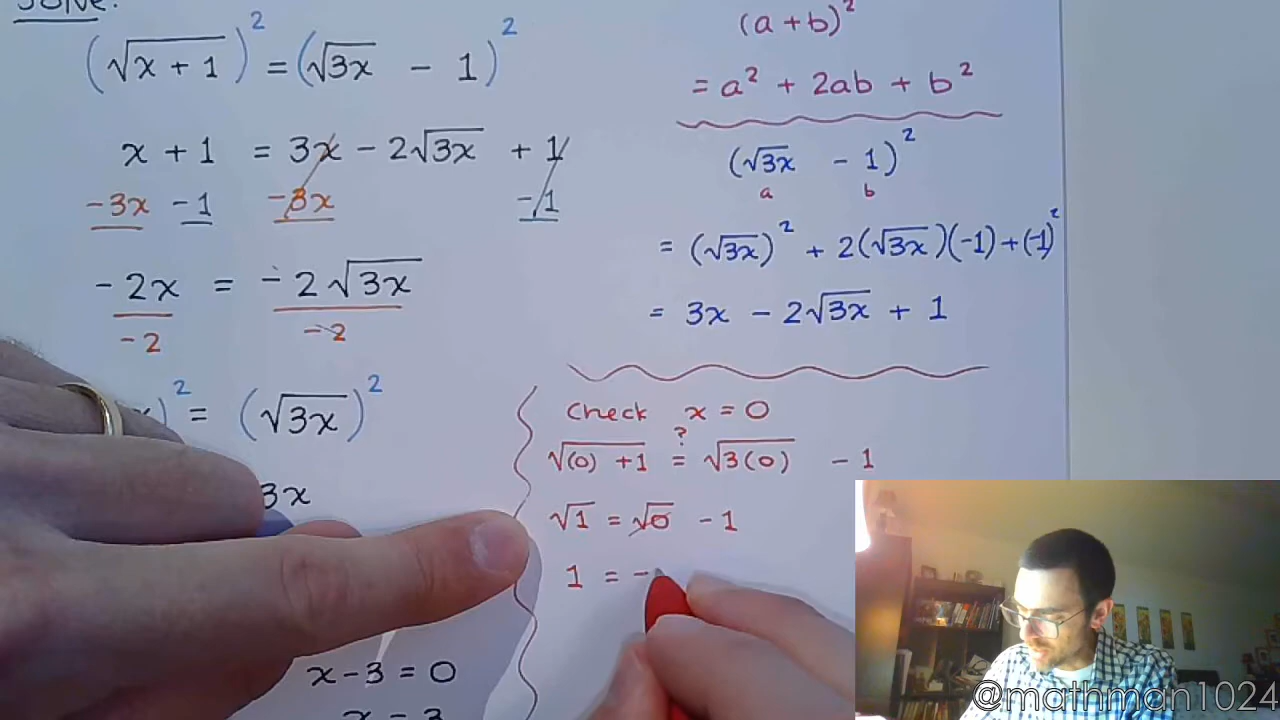 SOLVE:
(√x + 1)² = (√3x - 1)²
x + 1 = 3x - 2√3x + 1
-3x - 1 -3x -1
-2x = -2√3x
-2 -2
x)² = (√3x)²
3x
x - 3 = 0
x = 3
(a + b)²
= a² + 2ab + b²
(√3x - 1)²
a b
= (√3x)² + 2(√3x)(-1) + (-1)²
= 3x - 2√3x + 1
Check x = 0
?
√(0) + 1 = √3(0) - 1
√1 = √0 - 1
1 = -
@mathman1024